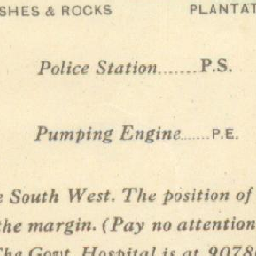 SHES & ROCKS PLANTAT
Police Station........P.S.
Pumping Engine......P.E.
e South West. The position of
the margin. (Pay no attention
The Govt. Hospital is at 9078